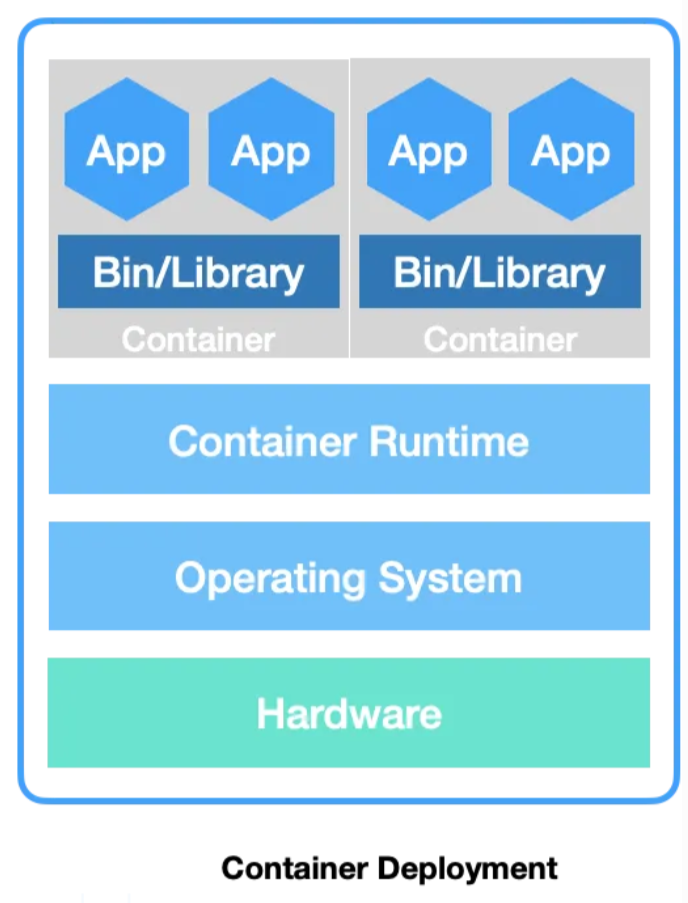 App App App App
Bin/Library Bin/Library
Container Container
Container Runtime
Operating System
Hardware
Container Deployment